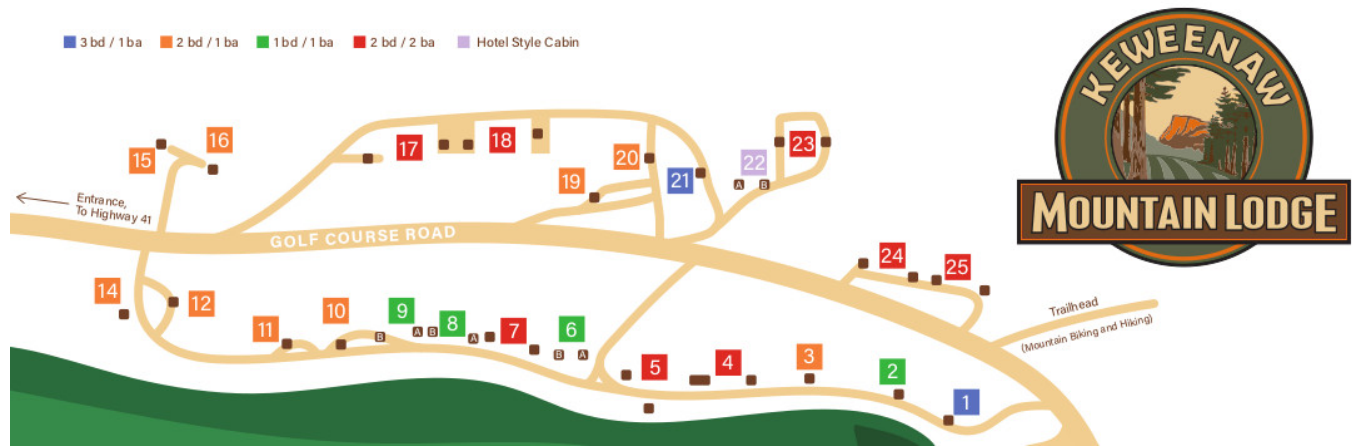 3 bd / 1 ba
2 bd / 1 ba
1 bd / 1 ba
2 bd / 2 ba
Hotel Style Cabin
KEWEENAW
MOUNTAIN LODGE
15
16
17
18
19
20
21
22
A
B
23
Entrance,
To Highway 41
GOLF COURSE ROAD
24
25
Trailhead
(Mountain Biking and Hiking)
14
12
11
10
9
B
A
8
B
A
7
6
B
A
5
4
3
2
1